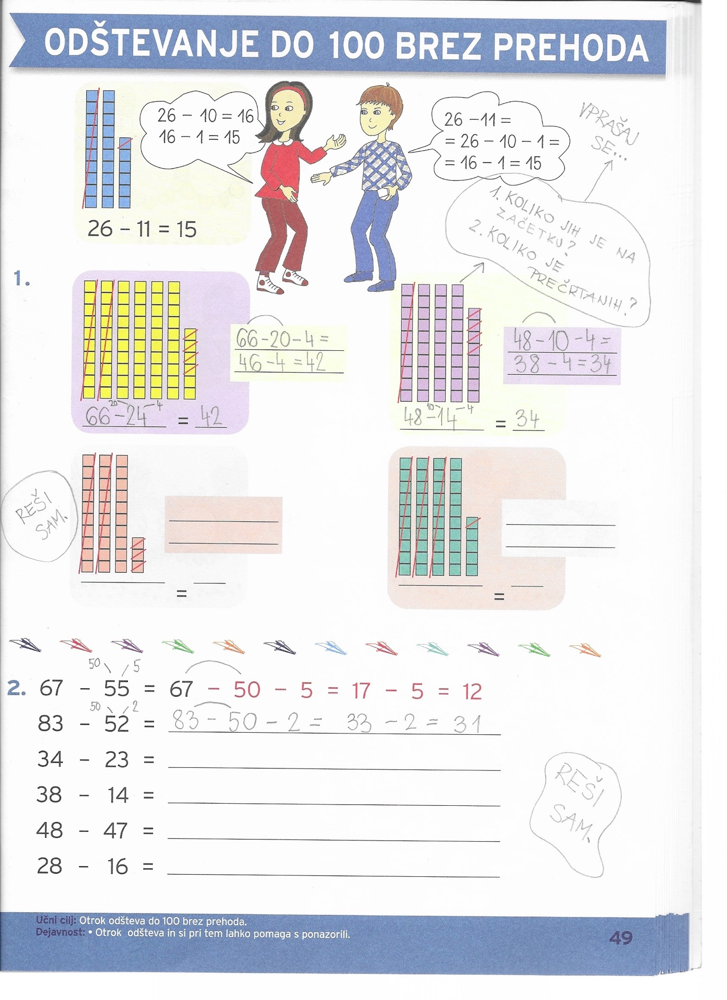 ODŠTEVANJE DO 100 BREZ PREHODA
26 – 10 = 16
16 – 1 = 15
26 – 11 =
= 26 – 10 – 1 =
= 16 – 1 = 15
VPRAŠAJ
SE...
26 – 11 = 15
1. KOLIKO JIH JE NA
ZAČETKU?
2. KOLIKO JE
PREČRTANIH?
1.
66 – 20 – 4 =
46 – 4 = 42
20 4
66 – 24 = 42
48 – 10 – 4 =
38 – 4 = 34
10 4
48 – 14 = 34
REŠI
SAM.
=
=
50 5
2. 67 – 55 = 67 – 50 – 5 = 17 – 5 = 12
50 2
83 – 52 = 83 – 50 – 2 = 33 – 2 = 31
34 – 23 =
38 – 14 =
48 – 47 =
28 – 16 =
REŠI
SAM.
Učni cilj: Otrok odšteva do 100 brez prehoda.
Dejavnost: • Otrok odšteva in si pri tem lahko pomaga s ponazorili.
49